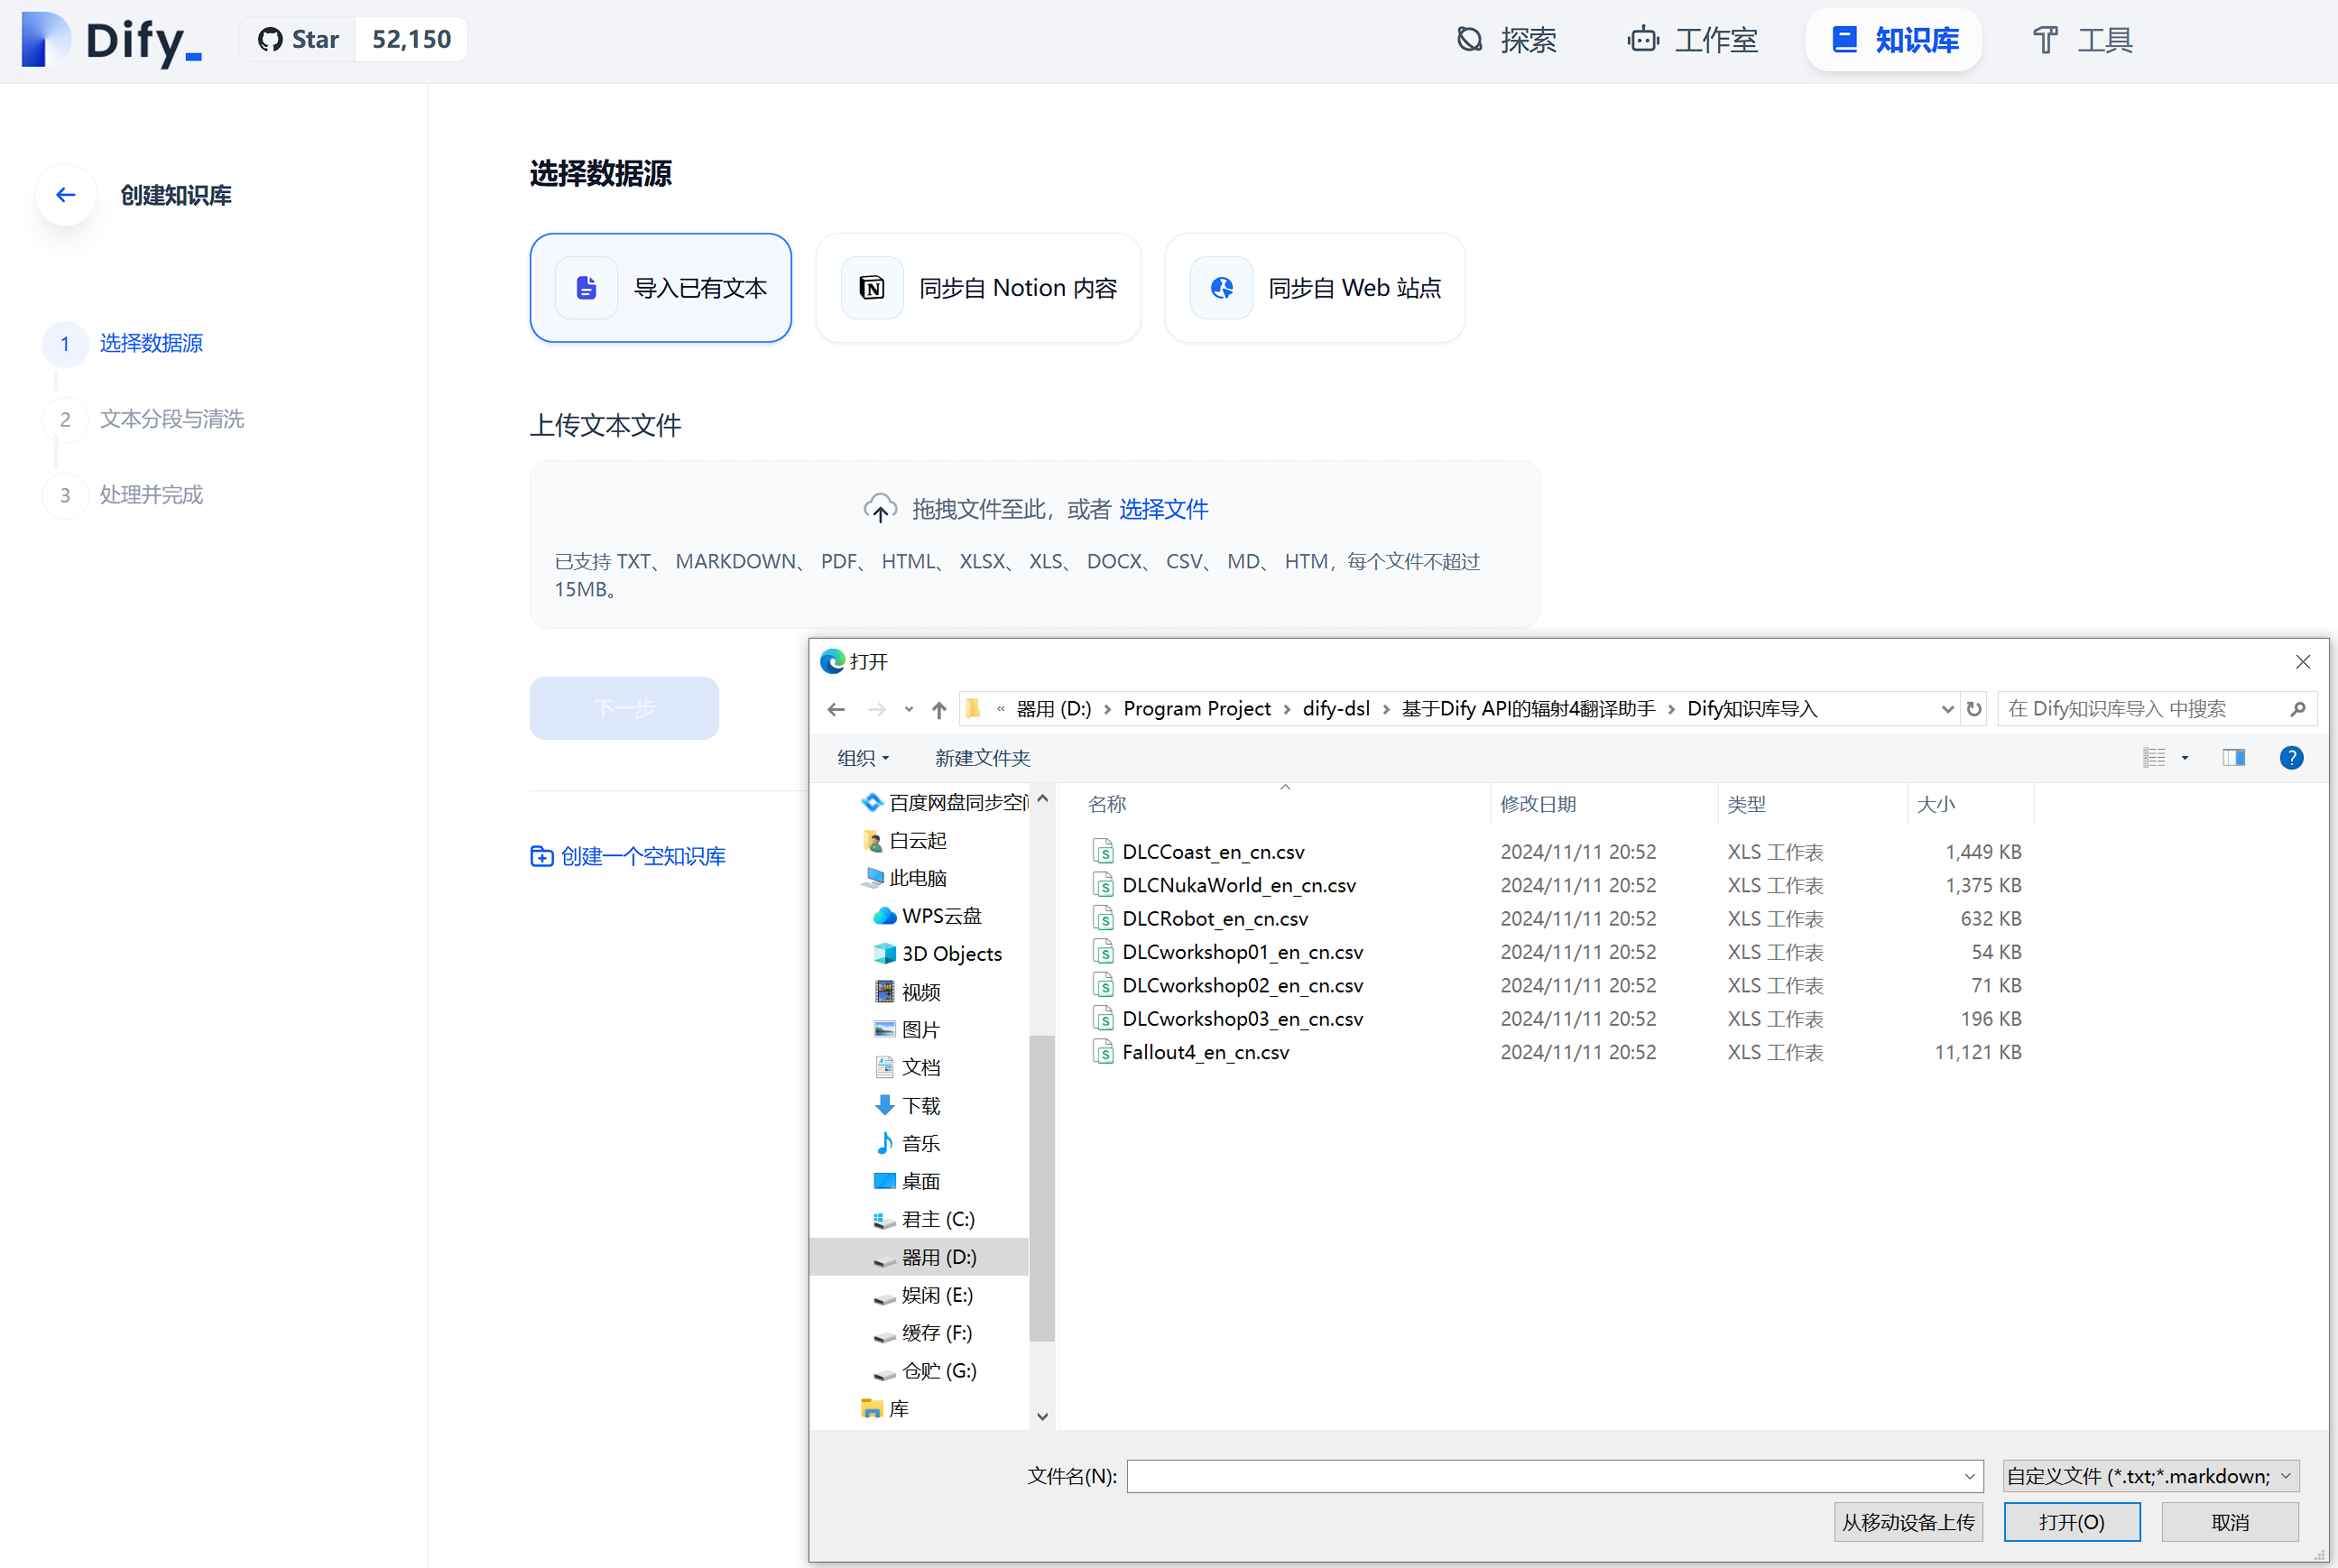 Dify_
Star 52,150
探索
工作室
知识库
工具
创建知识库
1 选择数据源
2 文本分段与清洗
3 处理并完成
选择数据源
导入已有文本
同步自 Notion 内容
同步自 Web 站点
上传文本文件
拖拽文件至此，或者 选择文件
已支持 TXT、 MARKDOWN、 PDF、 HTML、 XLSX、 XLS、 DOCX、 CSV、 MD、 HTM，每个文件不超过
15MB。
下一步
创建一个空知识库
打开
« 器用 (D:) › Program Project › dify-dsl › 基于Dify API的辐射4翻译助手 › Dify知识库导入
在 Dify知识库导入 中搜索
组织
新建文件夹
百度网盘同步空间
白云起
此电脑
WPS云盘
3D Objects
视频
图片
文档
下载
音乐
桌面
君主 (C:)
器用 (D:)
娱闲 (E:)
缓存 (F:)
仓贮 (G:)
库
名称 修改日期 类型 大小
DLCCoast_en_cn.csv 2024/11/11 20:52 XLS 工作表 1,449 KB
DLCNukaWorld_en_cn.csv 2024/11/11 20:52 XLS 工作表 1,375 KB
DLCRobot_en_cn.csv 2024/11/11 20:52 XLS 工作表 632 KB
DLCworkshop01_en_cn.csv 2024/11/11 20:52 XLS 工作表 54 KB
DLCworkshop02_en_cn.csv 2024/11/11 20:52 XLS 工作表 71 KB
DLCworkshop03_en_cn.csv 2024/11/11 20:52 XLS 工作表 196 KB
Fallout4_en_cn.csv 2024/11/11 20:52 XLS 工作表 11,121 KB
文件名(N):
自定义文件 (*.txt;*.markdown;
从移动设备上传
打开(O)
取消